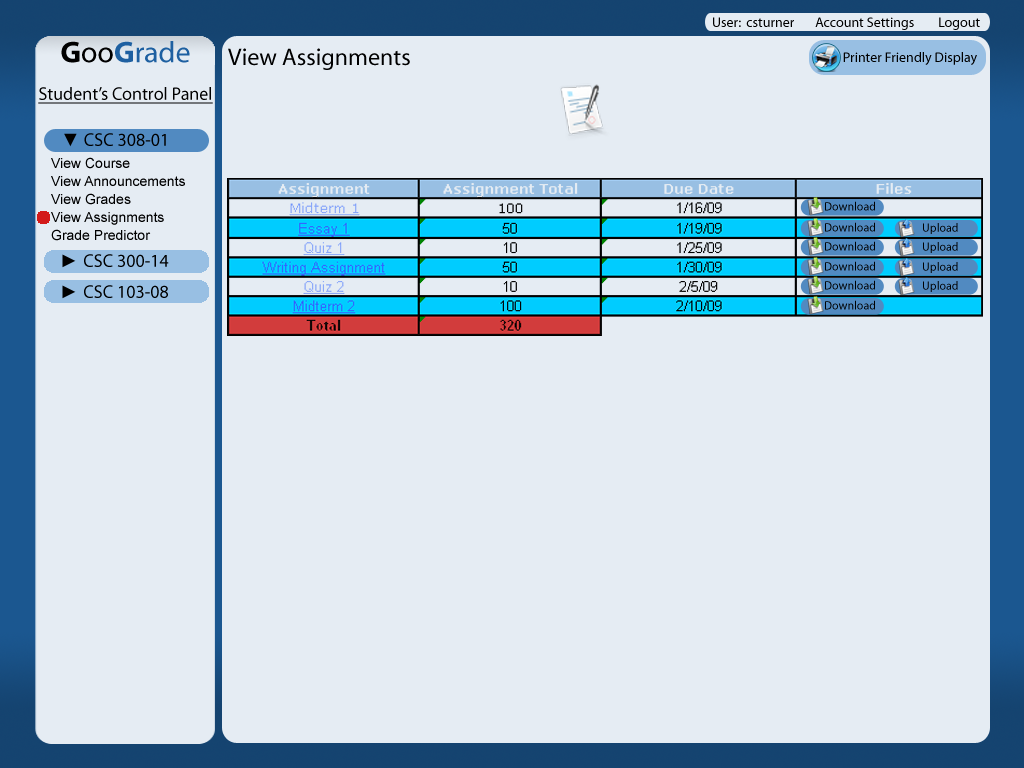 User: csturner Account Settings Logout
GooGrade
View Assignments
Printer Friendly Display
Student's Control Panel
▼ CSC 308-01
View Course
View Announcements
View Grades
View Assignments
Grade Predictor
► CSC 300-14
► CSC 103-08
Assignment Assignment Total Due Date Files
Midterm 1 100 1/16/09 Download
Essay 1 50 1/19/09 Download Upload
Quiz 1 10 1/25/09 Download Upload
Writing Assignment 50 1/30/09 Download Upload
Quiz 2 10 2/5/09 Download Upload
Midterm 2 100 2/10/09 Download
Total 320